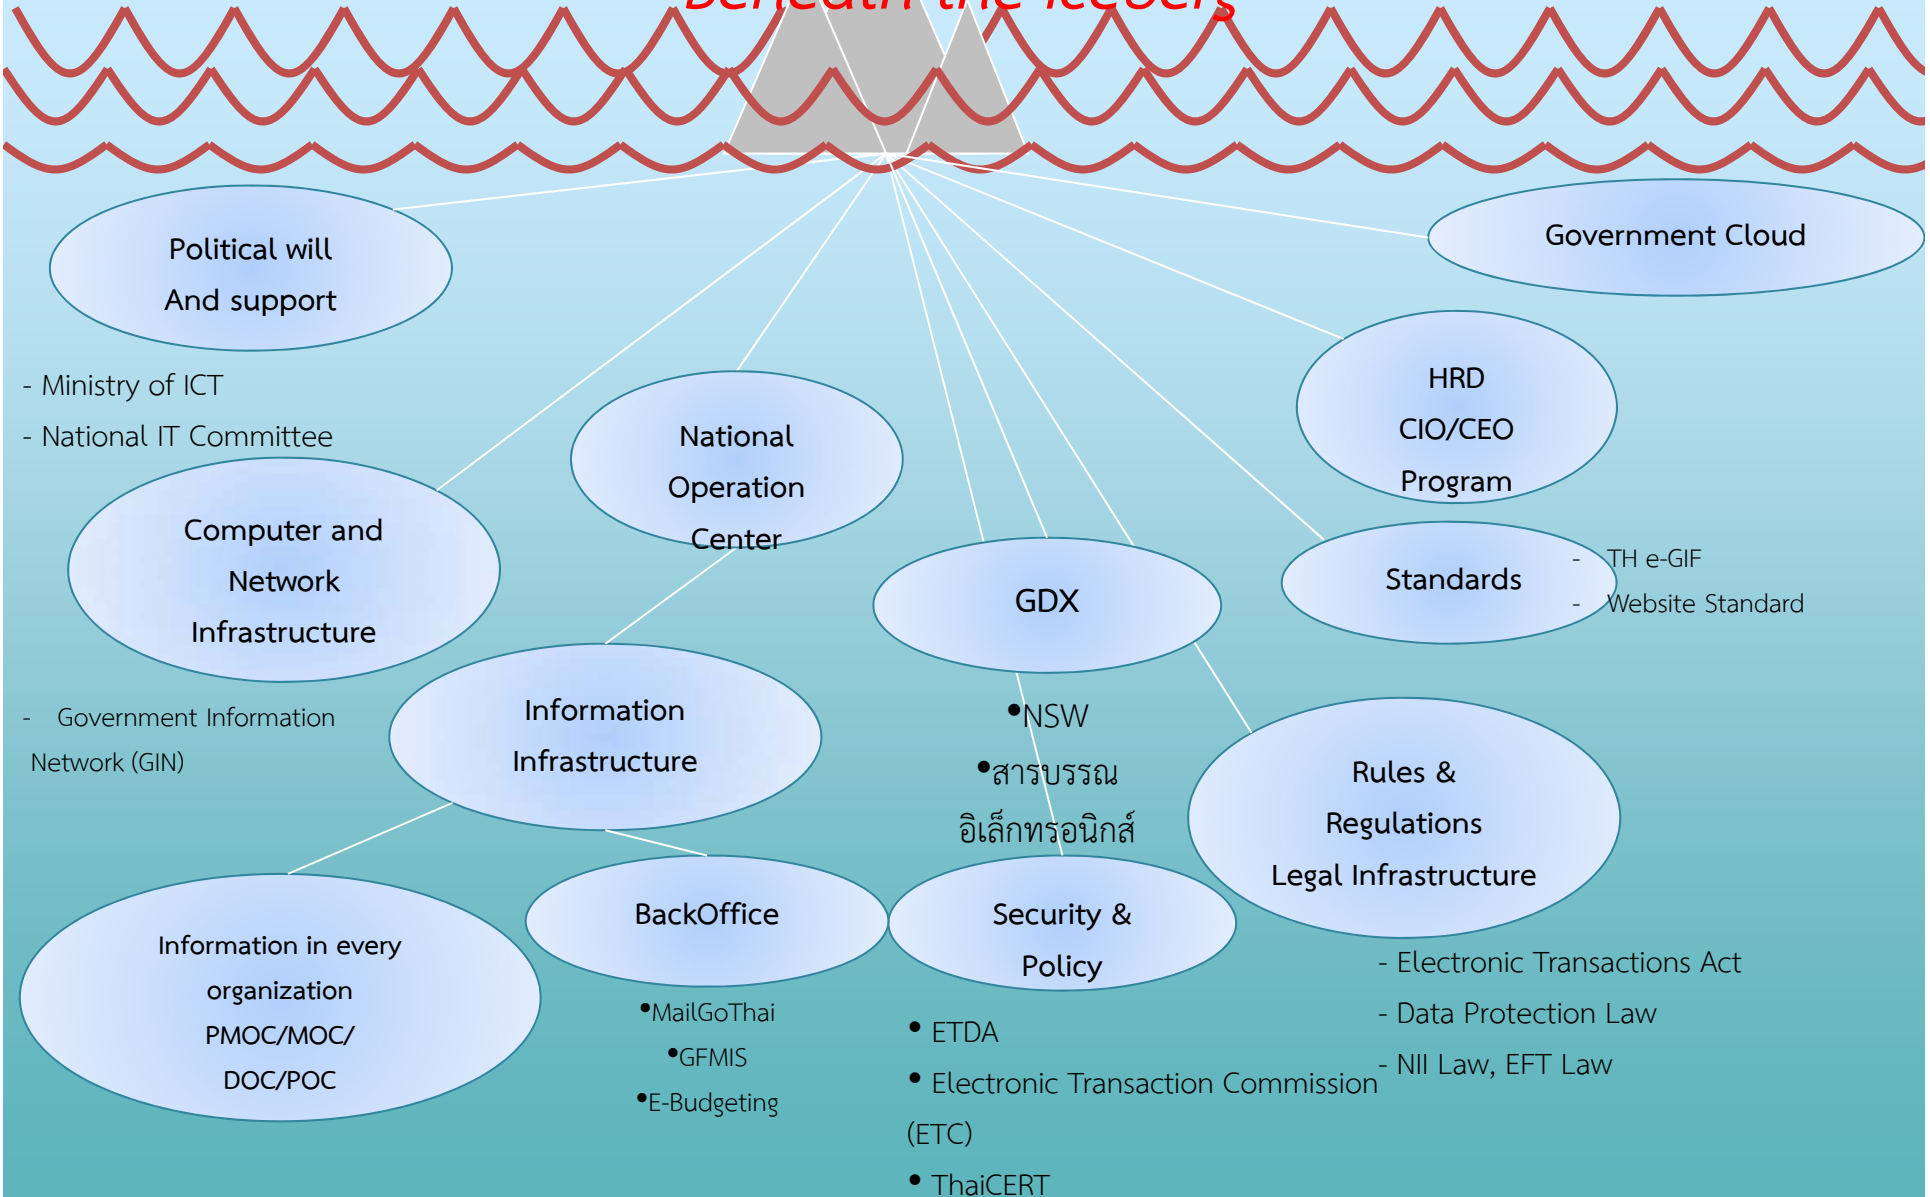 Beneath the Iceberg
Political will
And support
- Ministry of ICT
- National IT Committee
Government Cloud
HRD
CIO/CEO
Program
National
Operation
Center
Computer and
Network
Infrastructure
- Government Information
Network (GIN)
GDX
•NSW
•สารบรรณ
อิเล็กทรอนิกส์
Standards
- TH e-GIF
- Website Standard
Information
Infrastructure
Rules &
Regulations
Legal Infrastructure
- Electronic Transactions Act
- Data Protection Law
- NII Law, EFT Law
Information in every
organization
PMOC/MOC/
DOC/POC
BackOffice
•MailGoThai
•GFMIS
•E-Budgeting
Security &
Policy
• ETDA
• Electronic Transaction Commission
(ETC)
• ThaiCERT